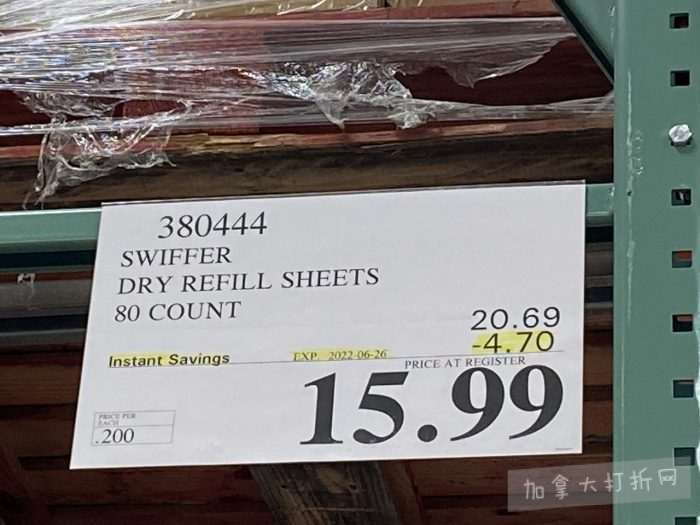 380444
SWIFFER
DRY REFILL SHEETS
80 COUNT
20.69
-4.70
Instant Savings EXP. 2022-06-26
PRICE AT REGISTER
15.99
PRICE PER
EACH
.200
加拿大打折网